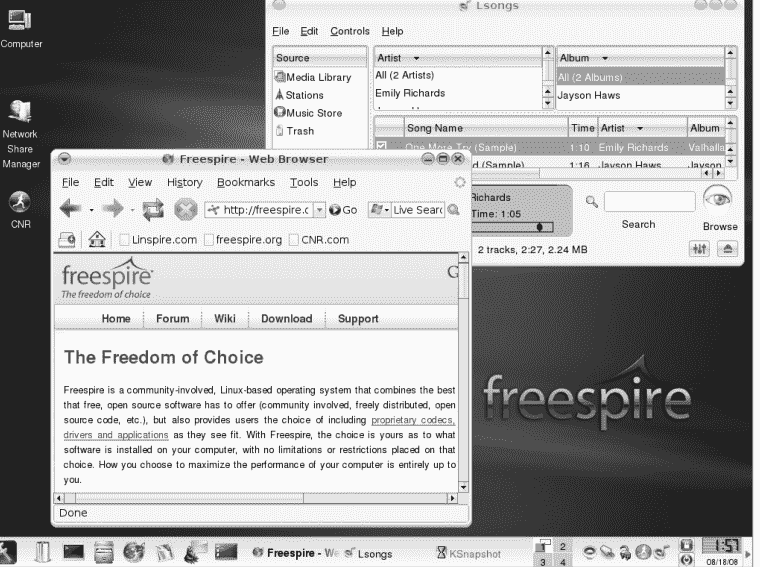 Computer
Network
Share
Manager
CNR
Lsongs
File Edit Controls Help
Source
Media Library
Stations
Music Store
Trash
Artist
All (2 Artists)
Emily Richards
Album
All (2 Albums)
Jayson Haws
Song Name Time Artist Album
One More Try (Sample) 1:10 Emily Richards Valhalla
d (Sample) 1:16 Jayson Haws Jayson
Richards
Time: 1:05
Search
Browse
2 tracks, 2:27, 2.24 MB
Freespire - Web Browser
File Edit View History Bookmarks Tools Help
http://freespire.c Go Live Searc
Linspire.com freespire.org CNR.com
freespire
The freedom of choice
G
Home Forum Wiki Download Support
The Freedom of Choice
Freespire is a community-involved, Linux-based operating system that combines the best
that free, open source software has to offer (community involved, freely distributed, open
source code, etc.), but also provides users the choice of including proprietary codecs,
drivers and applications as they see fit. With Freespire, the choice is yours as to what
software is installed on your computer, with no limitations or restrictions placed on that
choice. How you choose to maximize the performance of your computer is entirely up to
you.
Done
freespire
Freespire - We Lsongs KSnapshot
2
3 4
1:57
08/18/08